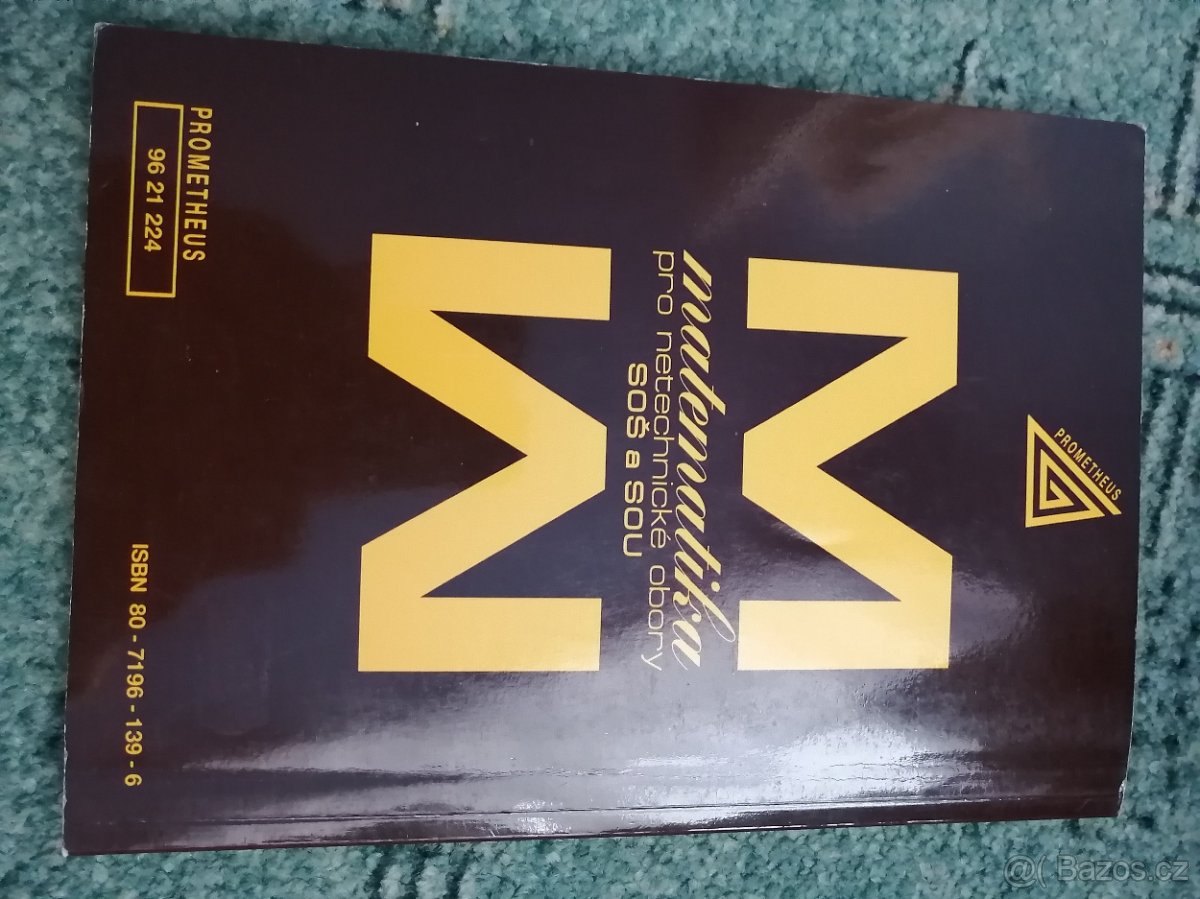 PROMETHEUS
M
matematika
pro netechnické obory
SOŠ a SOU
M
PROMETHEUS
96 21 224
ISBN 80-7196-139-6
@( Bazos.cz